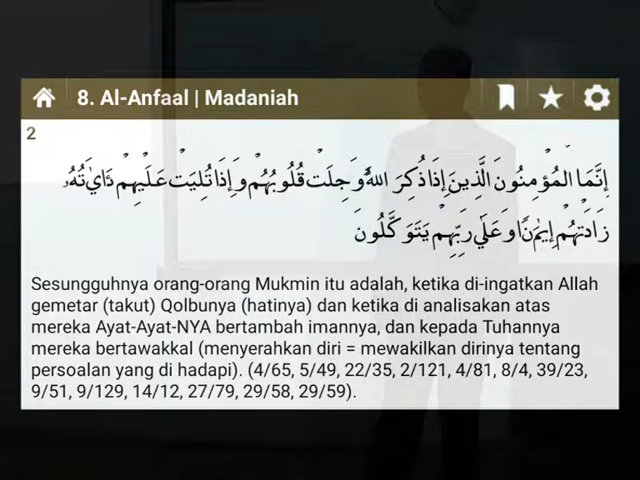 8. Al-Anfaal | Madaniah
2
إِنَّمَا الْمُؤْمِنُونَ الَّذِينَ إِذَا ذُكِرَ اللهُ وَجِلَتْ قُلُوبُهُمْ وَإِذَا تُلِيَتْ عَلَيْهِمْ ءَايَٰتُهُۥ
زَادَتْهُمْ إِيمَٰنًا وَعَلَىٰ رَبِّهِمْ يَتَوَكَّلُونَ
Sesungguhnya orang-orang Mukmin itu adalah, ketika di-ingatkan Allah
gemetar (takut) Qolbunya (hatinya) dan ketika di analisakan atas
mereka Ayat-Ayat-NYA bertambah imannya, dan kepada Tuhannya
mereka bertawakkal (menyerahkan diri = mewakilkan dirinya tentang
persoalan yang di hadapi). (4/65, 5/49, 22/35, 2/121, 4/81, 8/4, 39/23,
9/51, 9/129, 14/12, 27/79, 29/58, 29/59).